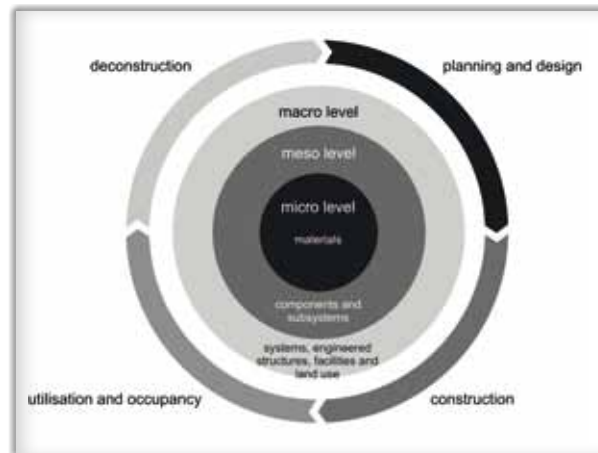 deconstruction
planning and design
macro level
meso level
micro level
materials
components and
subsystems
systems, engineered
structures, facilities and
land use
utilisation and occupancy
construction